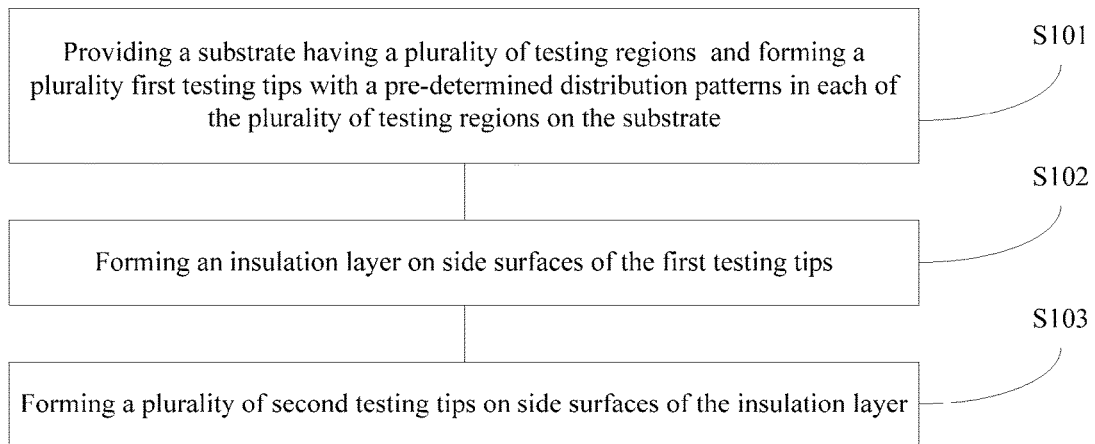 S101
Providing a substrate having a plurality of testing regions and forming a
plurality first testing tips with a pre-determined distribution patterns in each of
the plurality of testing regions on the substrate
S102
Forming an insulation layer on side surfaces of the first testing tips
S103
Forming a plurality of second testing tips on side surfaces of the insulation layer